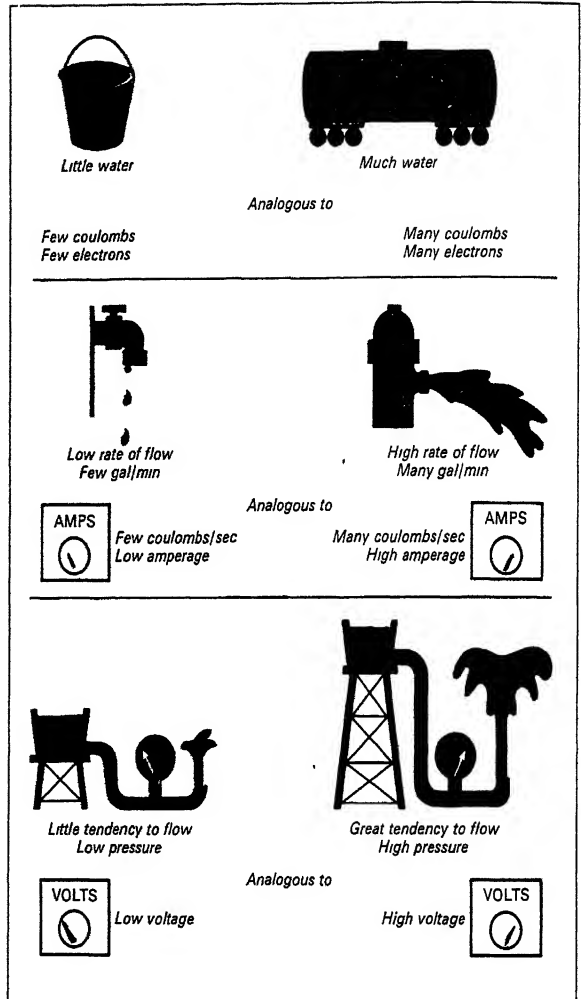 Little water
Much water
Analogous to
Few coulombs
Few electrons
Many coulombs
Many electrons
Low rate of flow
Few gal/min
High rate of flow
Many gal/min
Analogous to
AMPS
Few coulombs/sec
Low amperage
Many coulombs/sec
High amperage
AMPS
Little tendency to flow
Low pressure
Great tendency to flow
High pressure
Analogous to
VOLTS
Low voltage
High voltage
VOLTS